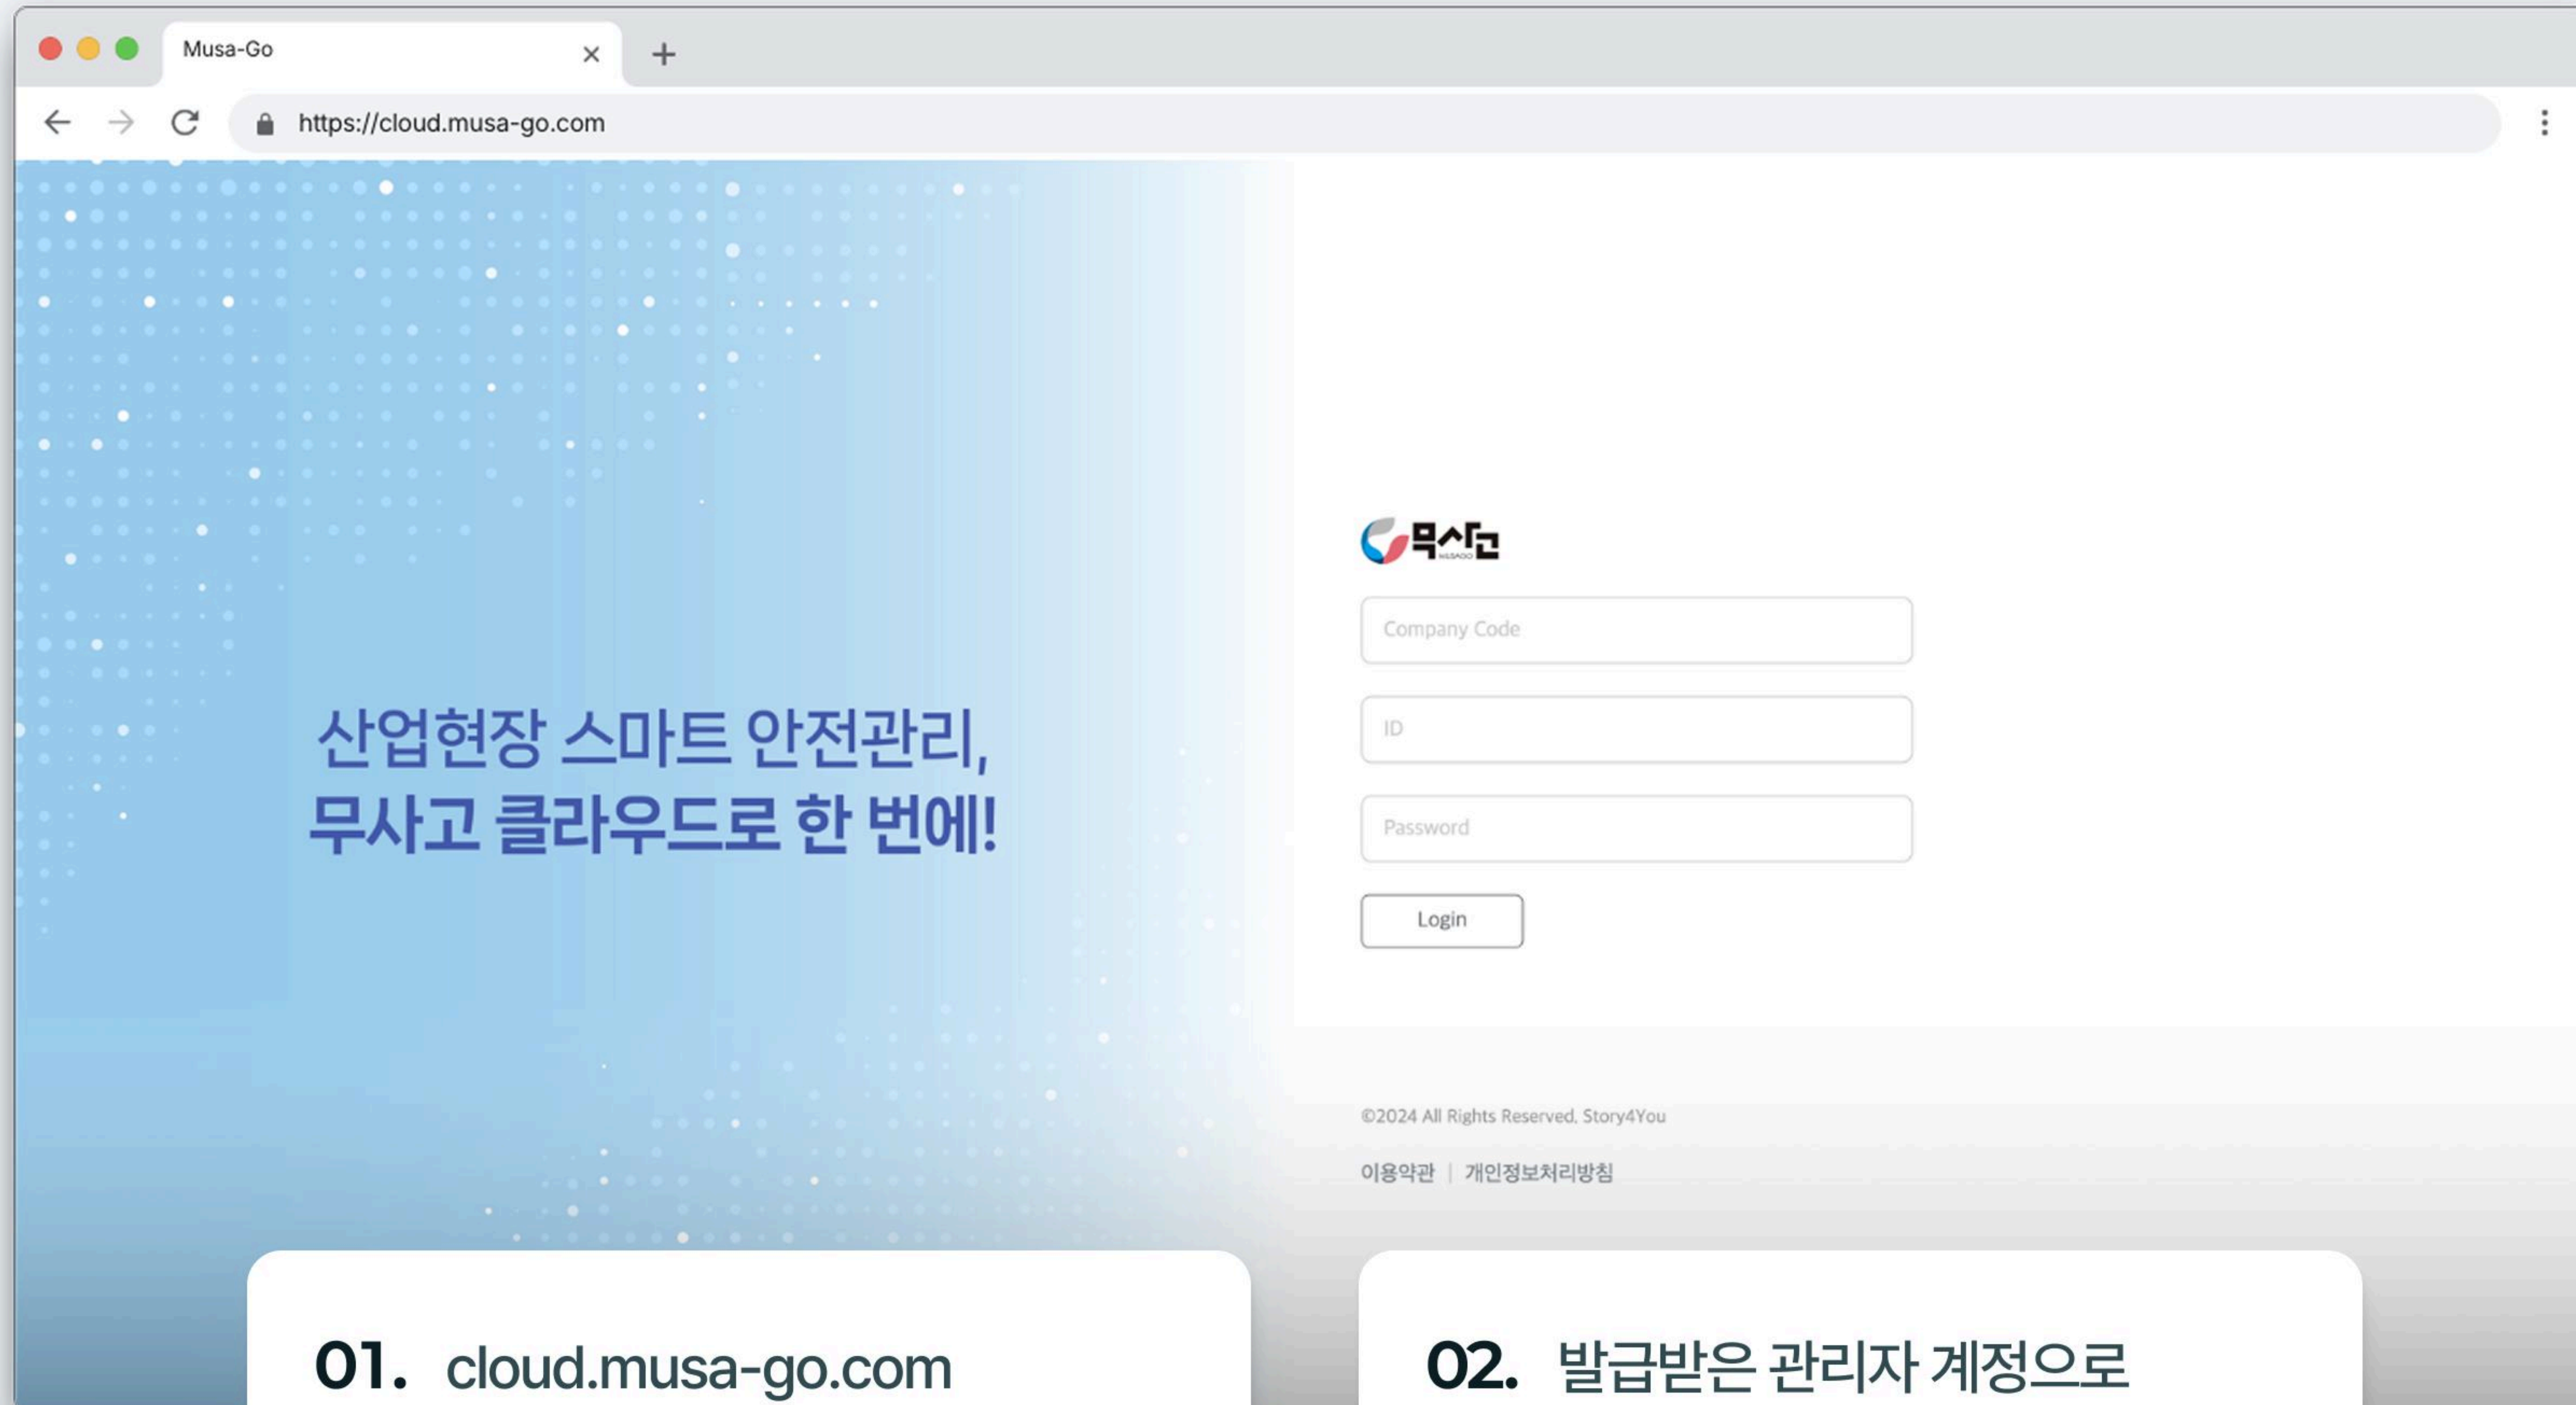 Musa-Go
https://cloud.musa-go.com
산업현장 스마트 안전관리,
무사고 클라우드로 한 번에!
무사고
MUSAGO
Company Code
ID
Password
Login
©2024 All Rights Reserved. Story4You
이용약관 | 개인정보처리방침
01. cloud.musa-go.com
02. 발급받은 관리자 계정으로